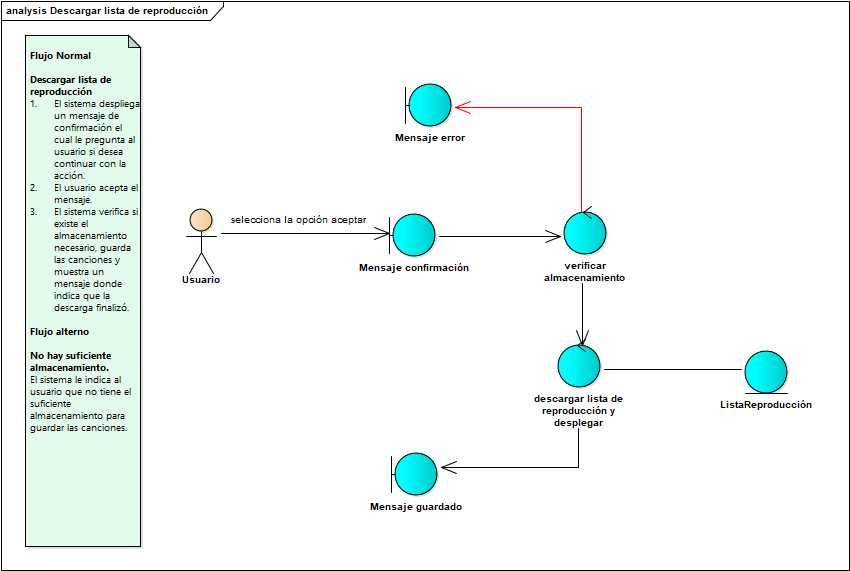 analysis Descargar lista de reproducción
Flujo Normal
Descargar lista de
reproducción
1. El sistema despliega
un mensaje de
confirmación el
cual le pregunta al
usuario si desea
continuar con la
acción.
2. El usuario acepta el
mensaje.
3. El sistema verifica si
existe el
almacenamiento
necesario, guarda
las canciones y
muestra un
mensaje donde
indica que la
descarga finalizó.
Flujo alterno
No hay suficiente
almacenamiento.
El sistema le indica al
usuario que no tiene el
suficiente
almacenamiento para
guardar las canciones.
Mensaje error
selecciona la opción aceptar
Usuario
Mensaje confirmación
verificar
almacenamiento
descargar lista de
reproducción y
desplegar
ListaReproducción
Mensaje guardado